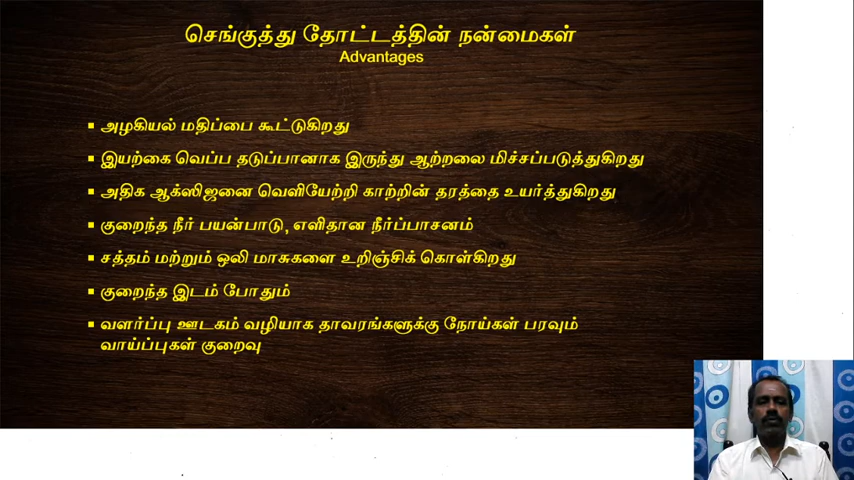 செங்குத்து தோட்டத்தின் நன்மைகள்
Advantages
▪ அழகியல் மதிப்பை கூட்டுகிறது
▪ இயற்கை வெப்ப தடுப்பானாக இருந்து ஆற்றலை மிச்சப்படுத்துகிறது
▪ அதிக ஆக்ஸிஜனை வெளியேற்றி காற்றின் தரத்தை உயர்த்துகிறது
▪ குறைந்த நீர் பயன்பாடு, எளிதான நீர்ப்பாசனம்
▪ சத்தம் மற்றும் ஒலி மாசுகளை உறிஞ்சிக் கொள்கிறது
▪ குறைந்த இடம் போதும்
▪ வளர்ப்பு ஊடகம் வழியாக தாவரங்களுக்கு நோய்கள் பரவும்
வாய்ப்புகள் குறைவு